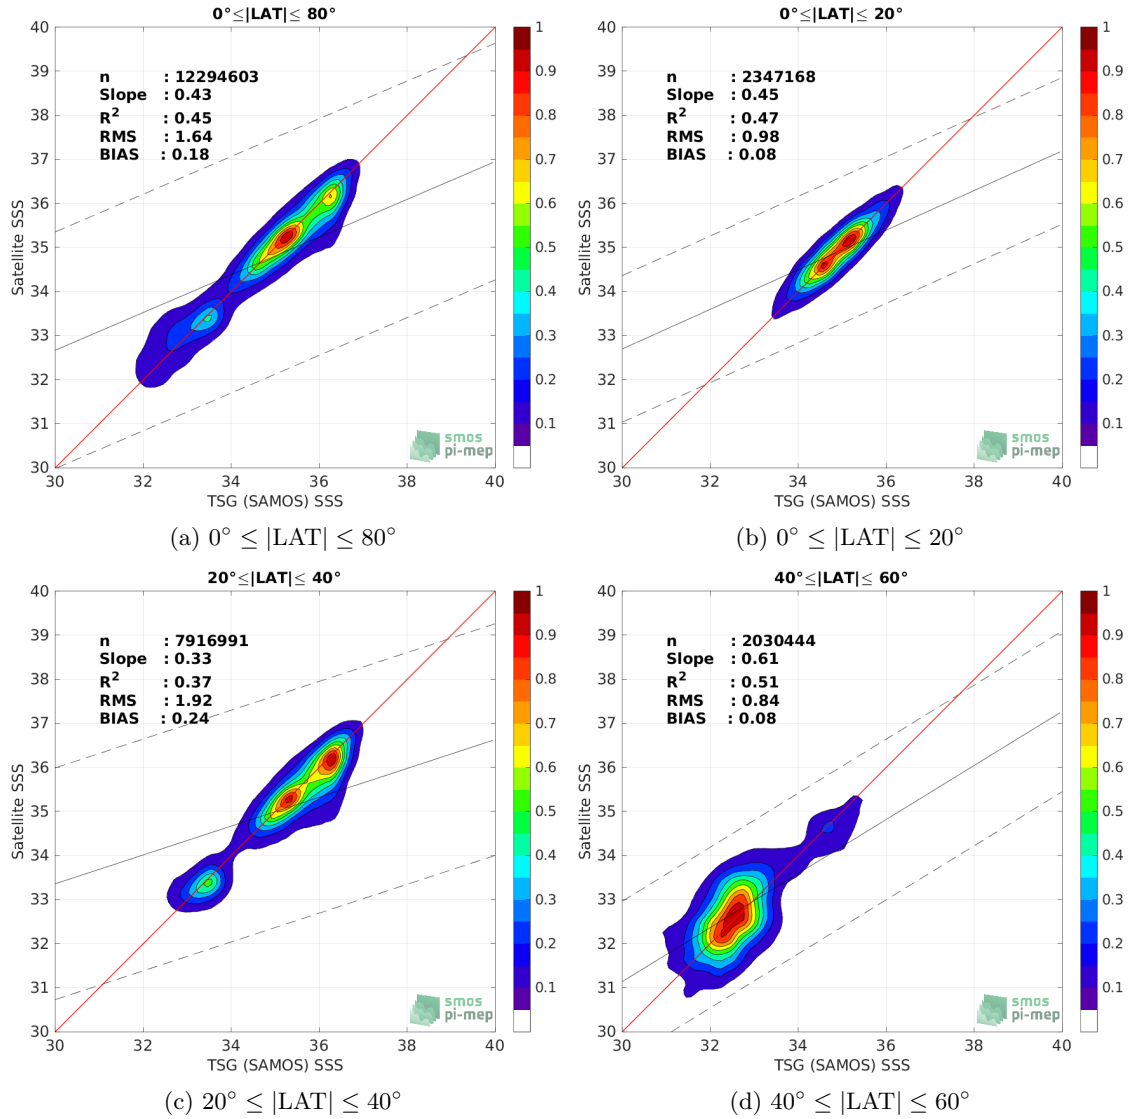 0°≤|LAT|≤ 80°
n : 12294603
Slope : 0.43
R² : 0.45
RMS : 1.64
BIAS : 0.18
40
39
38
37
36
35
34
33
32
31
30
Satellite SSS
30 32 34 36 38 40
TSG (SAMOS) SSS
1
0.9
0.8
0.7
0.6
0.5
0.4
0.3
0.2
0.1
smos
pi-mep
(a) 0° ≤ |LAT| ≤ 80°
0°≤|LAT|≤ 20°
n : 2347168
Slope : 0.45
R² : 0.47
RMS : 0.98
BIAS : 0.08
40
39
38
37
36
35
34
33
32
31
30
Satellite SSS
30 32 34 36 38 40
TSG (SAMOS) SSS
1
0.9
0.8
0.7
0.6
0.5
0.4
0.3
0.2
0.1
smos
pi-mep
(b) 0° ≤ |LAT| ≤ 20°
20°≤|LAT|≤ 40°
n : 7916991
Slope : 0.33
R² : 0.37
RMS : 1.92
BIAS : 0.24
40
39
38
37
36
35
34
33
32
31
30
Satellite SSS
30 32 34 36 38 40
TSG (SAMOS) SSS
1
0.9
0.8
0.7
0.6
0.5
0.4
0.3
0.2
0.1
smos
pi-mep
(c) 20° ≤ |LAT| ≤ 40°
40°≤|LAT|≤ 60°
n : 2030444
Slope : 0.61
R² : 0.51
RMS : 0.84
BIAS : 0.08
40
39
38
37
36
35
34
33
32
31
30
Satellite SSS
30 32 34 36 38 40
TSG (SAMOS) SSS
1
0.9
0.8
0.7
0.6
0.5
0.4
0.3
0.2
0.1
smos
pi-mep
(d) 40° ≤ |LAT| ≤ 60°